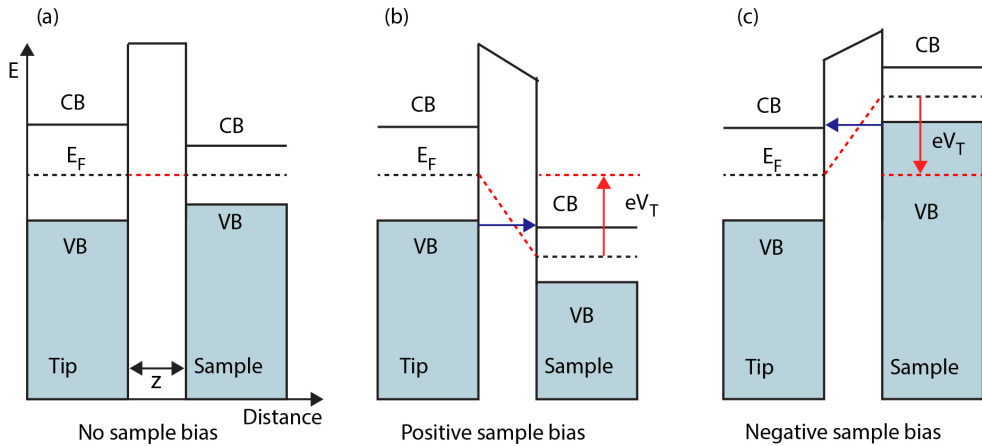 (a)
E
CB
CB
E_F
VB
VB
Tip
Sample
z
Distance
No sample bias
(b)
CB
E_F
CB
eV_T
VB
VB
Tip
Sample
Positive sample bias
(c)
CB
CB
eV_T
E_F
VB
VB
Tip
Sample
Negative sample bias